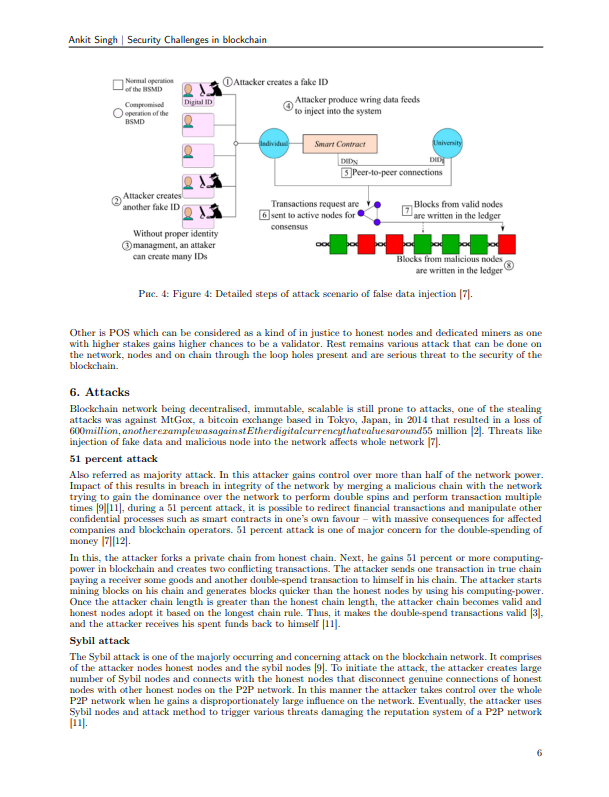 Ankit Singh | Security Challenges in blockchain
Normal operation
of the BSMD
Compromised
operation of the
BSMD
Digital ID
① Attacker creates a fake ID
④ Attacker produce wring data feeds
to inject into the system
Individual
Smart Contract
University
DIDN
DIDN
5 Peer-to-peer connections
② Attacker creates
another fake ID
Without proper identity
③ managment, an attaker
can create many IDs
Transactions request are
6 sent to active nodes for
consensus
7 Blocks from valid nodes
are written in the ledger
Blocks from malicious nodes
are written in the ledger ⑧
Рис. 4: Figure 4: Detailed steps of attack scenario of false data injection [7].
Other is POS which can be considered as a kind of in justice to honest nodes and dedicated miners as one
with higher stakes gains higher chances to be a validator. Rest remains various attack that can be done on
the network, nodes and on chain through the loop holes present and are serious threat to the security of the
blockchain.
6. Attacks
Blockchain network being decentralised, immutable, scalable is still prone to attacks, one of the stealing
attacks was against MtGox, a bitcoin exchange based in Tokyo, Japan, in 2014 that resulted in a loss of
600million,anotherexamplewasagainstEtherdigitalcurrencythatvaluesaround55 million [2]. Threats like
injection of fake data and malicious node into the network affects whole network [7].
51 percent attack
Also referred as majority attack. In this attacker gains control over more than half of the network power.
Impact of this results in breach in integrity of the network by merging a malicious chain with the network
trying to gain the dominance over the network to perform double spins and perform transaction multiple
times [9][11], during a 51 percent attack, it is possible to redirect financial transactions and manipulate other
confidential processes such as smart contracts in one's own favour – with massive consequences for affected
companies and blockchain operators. 51 percent attack is one of major concern for the double-spending of
money [7][12].
In this, the attacker forks a private chain from honest chain. Next, he gains 51 percent or more computing-
power in blockchain and creates two conflicting transactions. The attacker sends one transaction in true chain
paying a receiver some goods and another double-spend transaction to himself in his chain. The attacker starts
mining blocks on his chain and generates blocks quicker than the honest nodes by using his computing-power.
Once the attacker chain length is greater than the honest chain length, the attacker chain becomes valid and
honest nodes adopt it based on the longest chain rule. Thus, it makes the double-spend transactions valid [3],
and the attacker receives his spent funds back to himself [11].
Sybil attack
The Sybil attack is one of the majorly occurring and concerning attack on the blockchain network. It comprises
of the attacker nodes honest nodes and the sybil nodes [9]. To initiate the attack, the attacker creates large
number of Sybil nodes and connects with the honest nodes that disconnect genuine connections of honest
nodes with other honest nodes on the P2P network. In this manner the attacker takes control over the whole
P2P network when he gains a disproportionately large influence on the network. Eventually, the attacker uses
Sybil nodes and attack method to trigger various threats damaging the reputation system of a P2P network
[11].
6